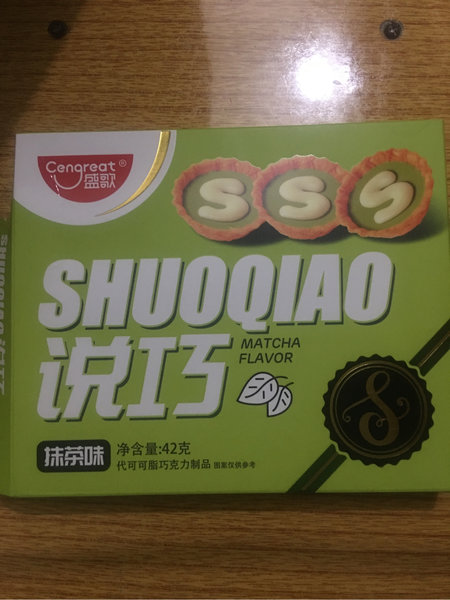 Cengreat®
盛歌
S S S
SHUOQIAO
说巧
MATCHA
FLAVOR
抹茶味
净含量:42克
代可可脂巧克力制品 图案仅供参考
S
SHUOQIAO 说巧